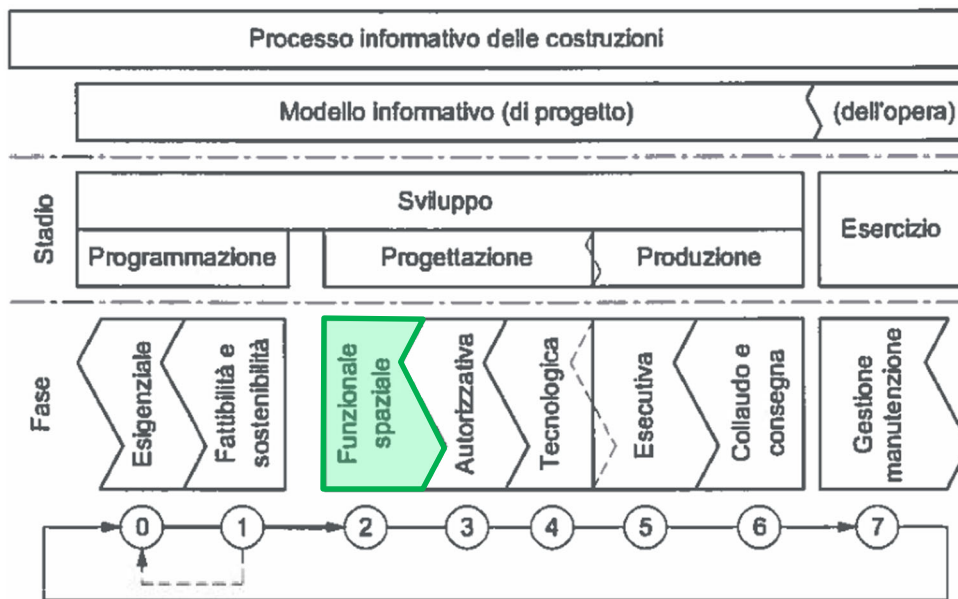 Processo informativo delle costruzioni
Modello informativo (di progetto)
(dell'opera)
Stadio
Sviluppo
Esercizio
Programmazione
Progettazione
Produzione
Fase
Esigenziale
Fattibilità e
sostenibilità
Funzionale
spaziale
Autorizzativa
Tecnologica
Esecutiva
Collaudo e
consegna
Gestione
manutenzione
0
1
2
3
4
5
6
7